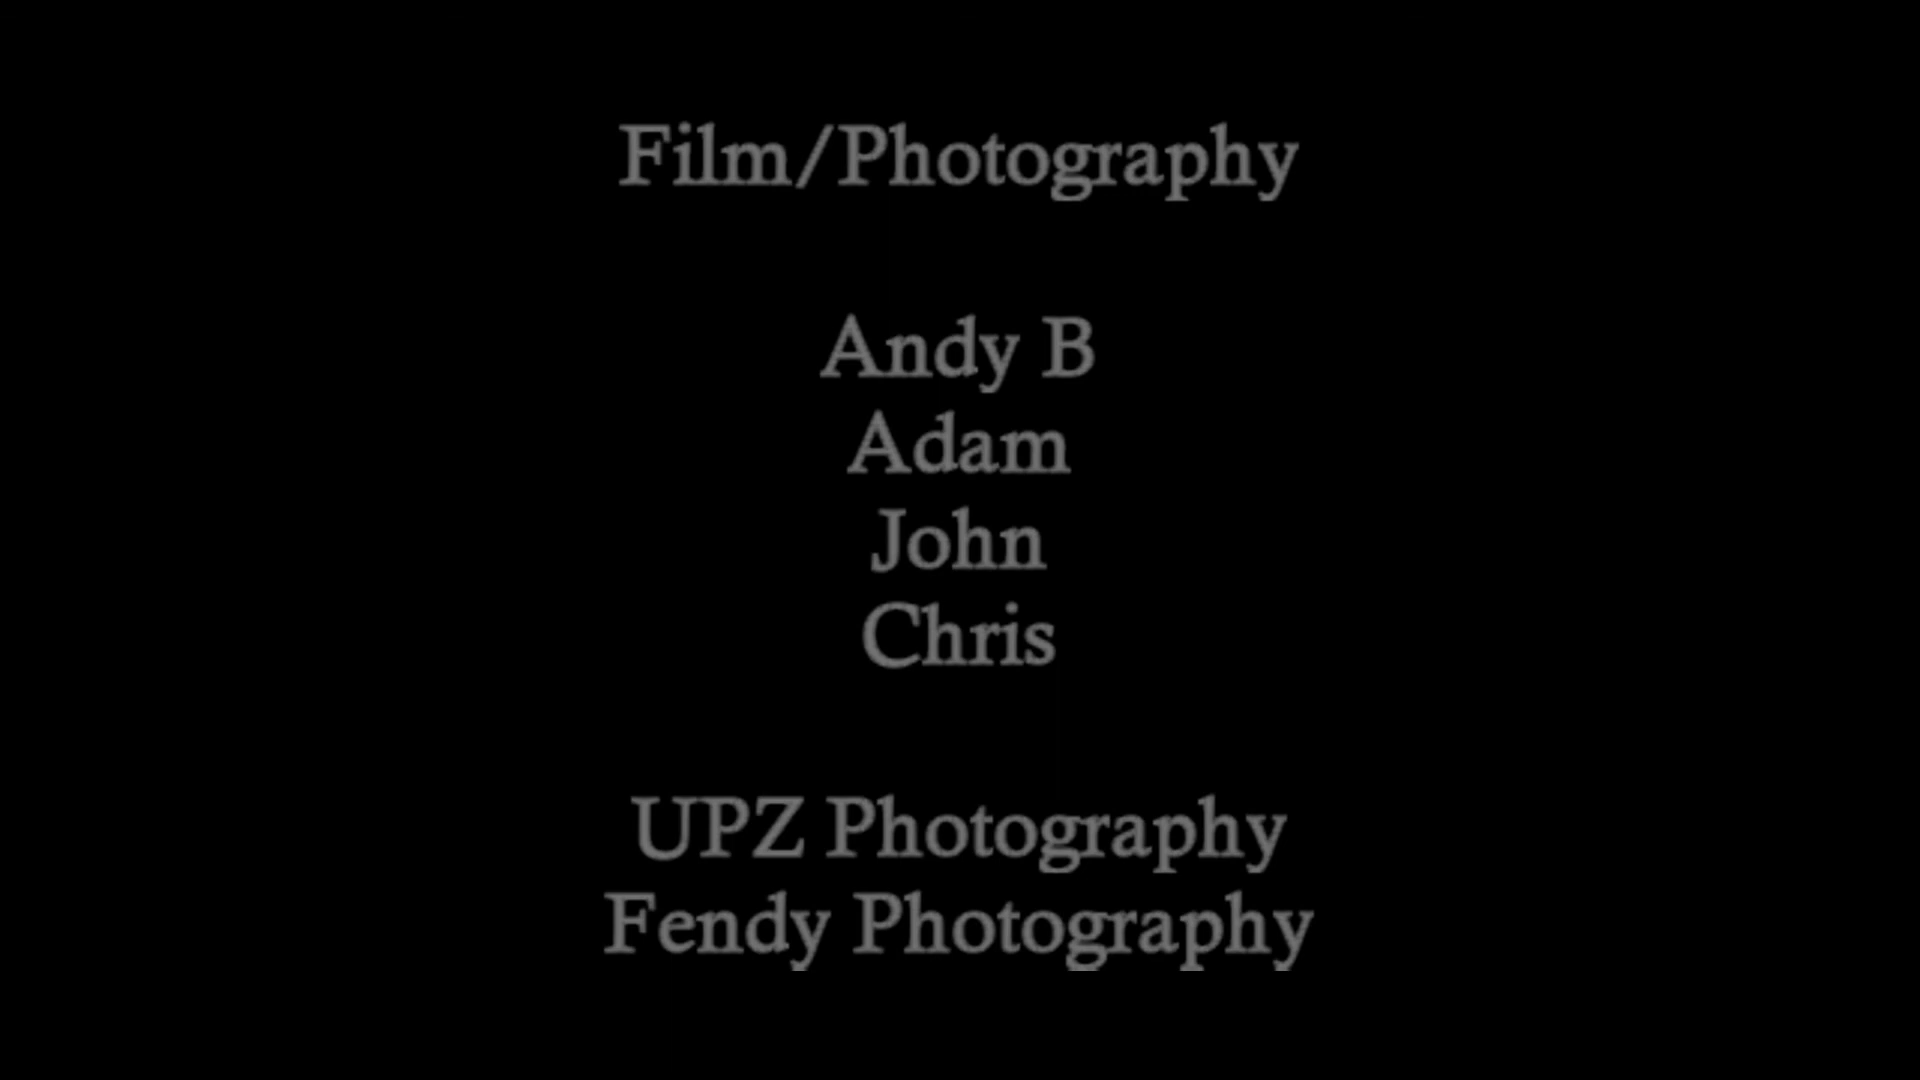 Film/Photography
Andy B
Adam
John
Chris
UPZ Photography
Fendy Photography